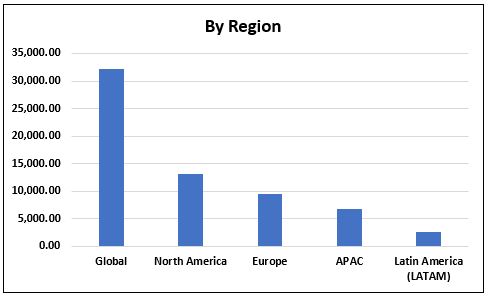 By Region
35,000.00
30,000.00
25,000.00
20,000.00
15,000.00
10,000.00
5,000.00
0.00
Global North America Europe APAC Latin America
(LATAM)